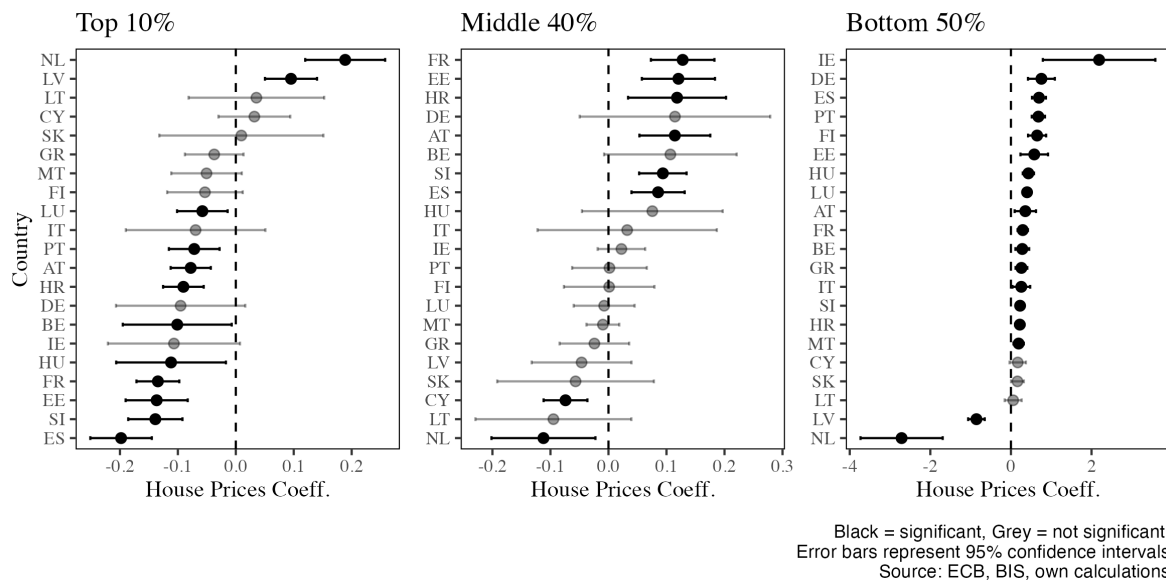 Top 10%
Middle 40%
Bottom 50%
Country
NL
LV
LT
CY
SK
GR
MT
FI
LU
IT
PT
AT
HR
DE
BE
IE
HU
FR
EE
SI
ES
-0.2 -0.1 0.0 0.1 0.2
House Prices Coeff.
FR
EE
HR
DE
AT
BE
SI
ES
HU
IT
IE
PT
FI
LU
MT
GR
LV
SK
CY
LT
NL
-0.2 -0.1 0.0 0.1 0.2 0.3
House Prices Coeff.
IE
DE
ES
PT
FI
EE
HU
LU
AT
FR
BE
GR
IT
SI
HR
MT
CY
SK
LT
LV
NL
-4 -2 0 2
House Prices Coeff.
Black = significant, Grey = not significant
Error bars represent 95% confidence intervals
Source: ECB, BIS, own calculations